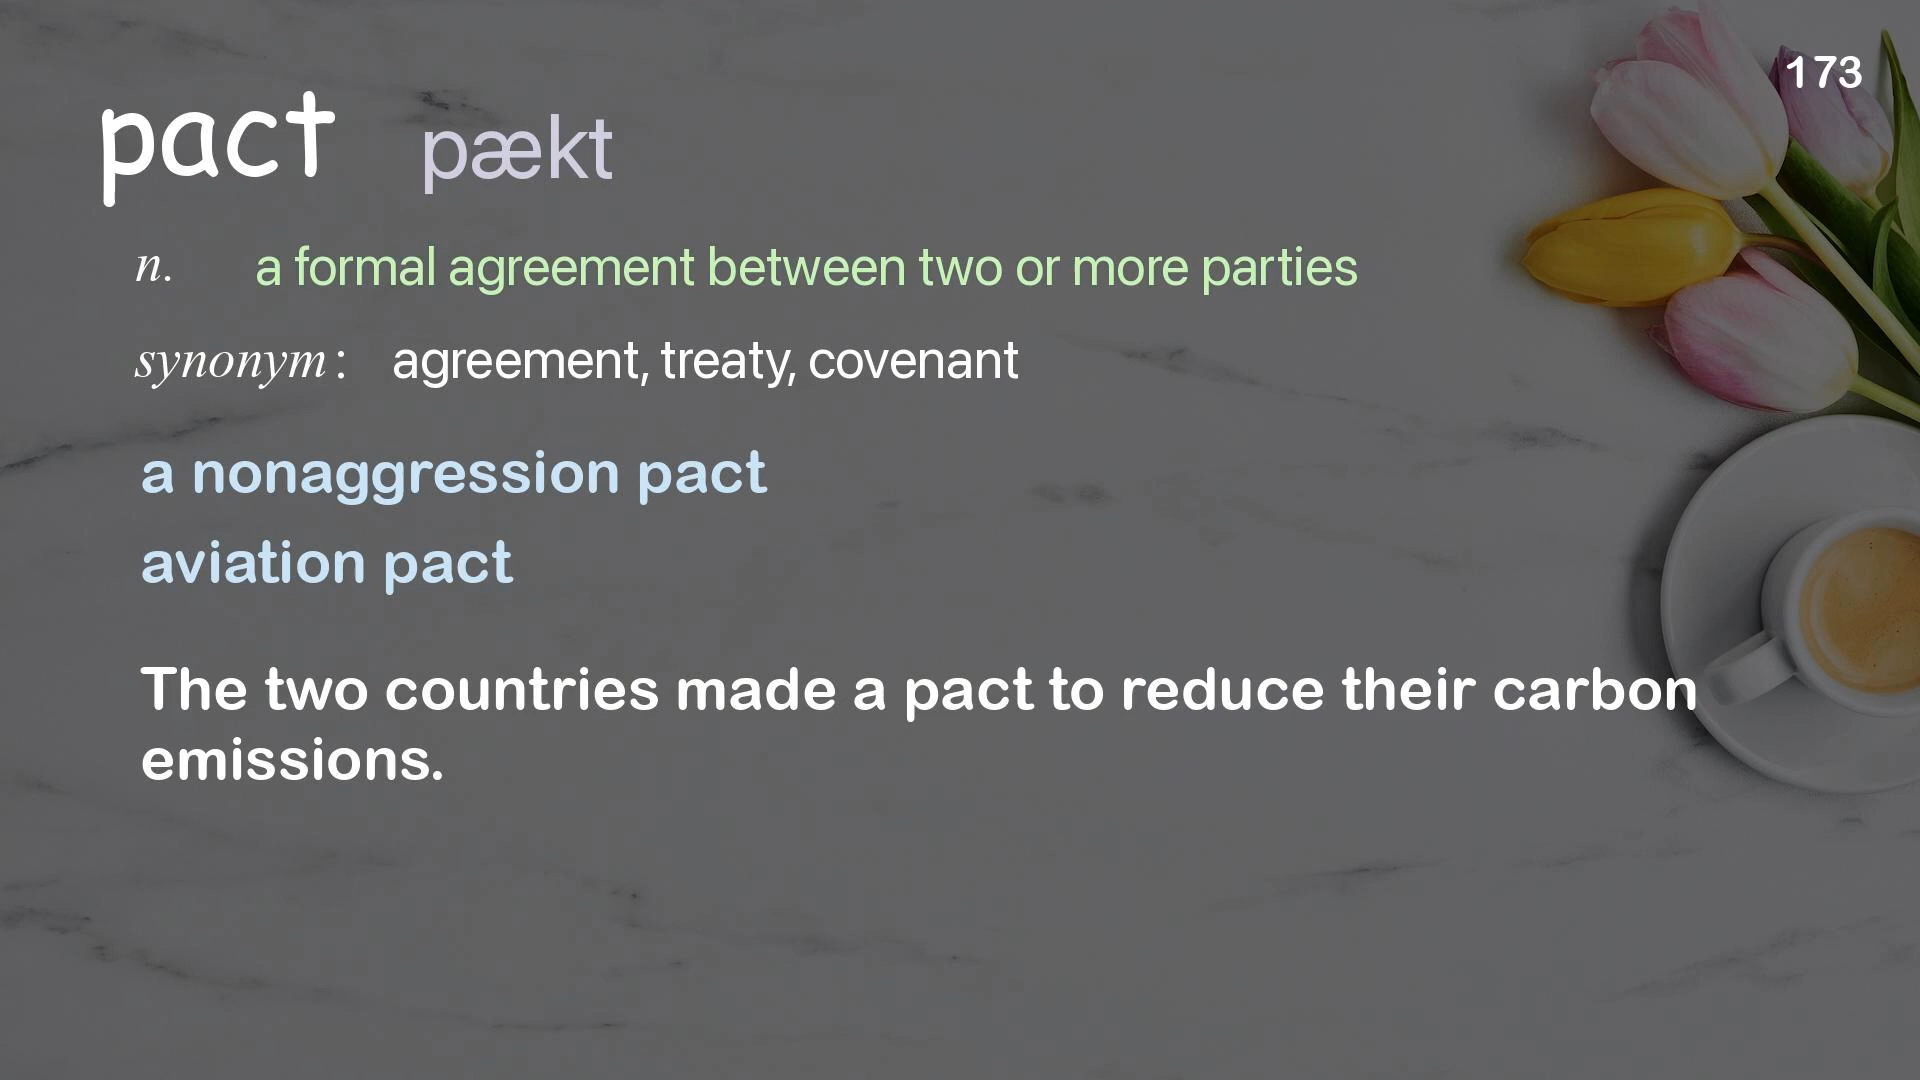 173
pact pækt
n. a formal agreement between two or more parties
synonym: agreement, treaty, covenant
a nonaggression pact
aviation pact
The two countries made a pact to reduce their carbon
emissions.